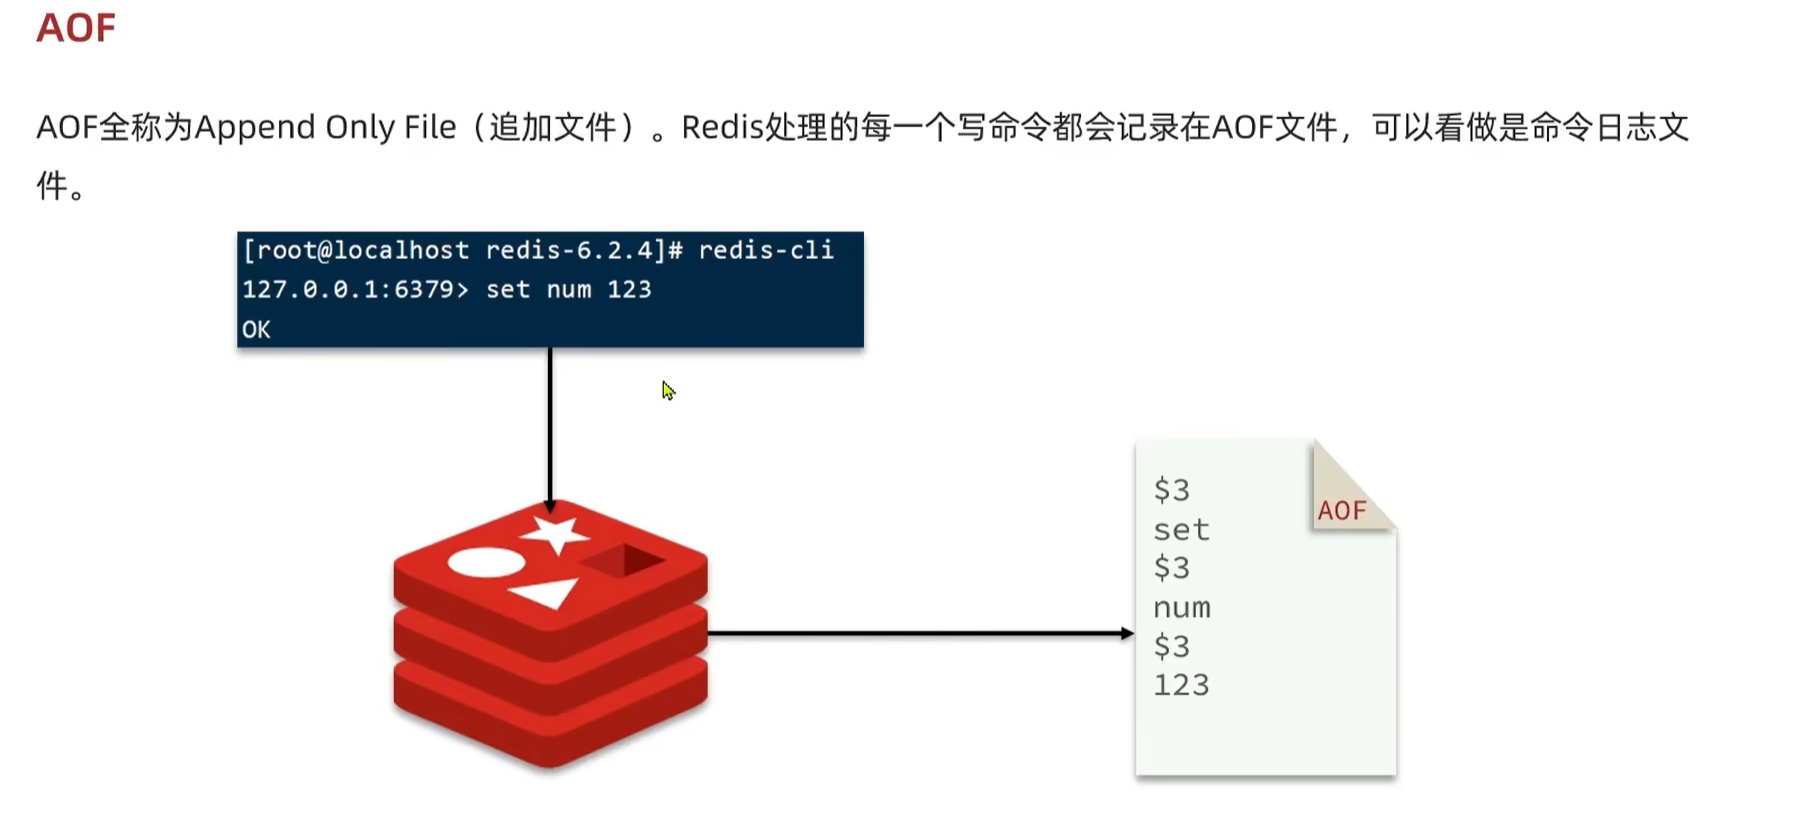 AOF
AOF全称为Append Only File（追加文件）。Redis处理的每一个写命令都会记录在AOF文件，可以看做是命令日志文
件。
[root@localhost redis-6.2.4]# redis-cli
127.0.0.1:6379> set num 123
OK
AOF
$3
set
$3
num
$3
123